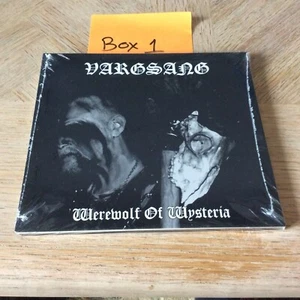 Box 1
VARGSANG
Werewolf Of Wysteria